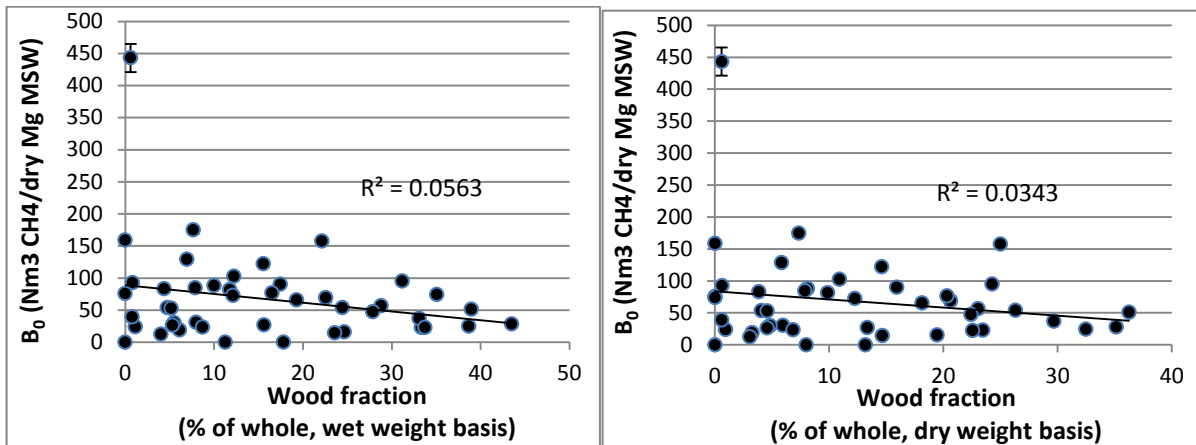 B₀ (Nm3 CH4/dry Mg MSW)
500
450
400
350
300
250
200
150
100
50
0
R² = 0.0563
0 10 20 30 40 50
Wood fraction
(% of whole, wet weight basis)
B₀ (Nm3 CH4/dry Mg MSW)
500
450
400
350
300
250
200
150
100
50
0
R² = 0.0343
0 10 20 30 40
Wood fraction
(% of whole, dry weight basis)